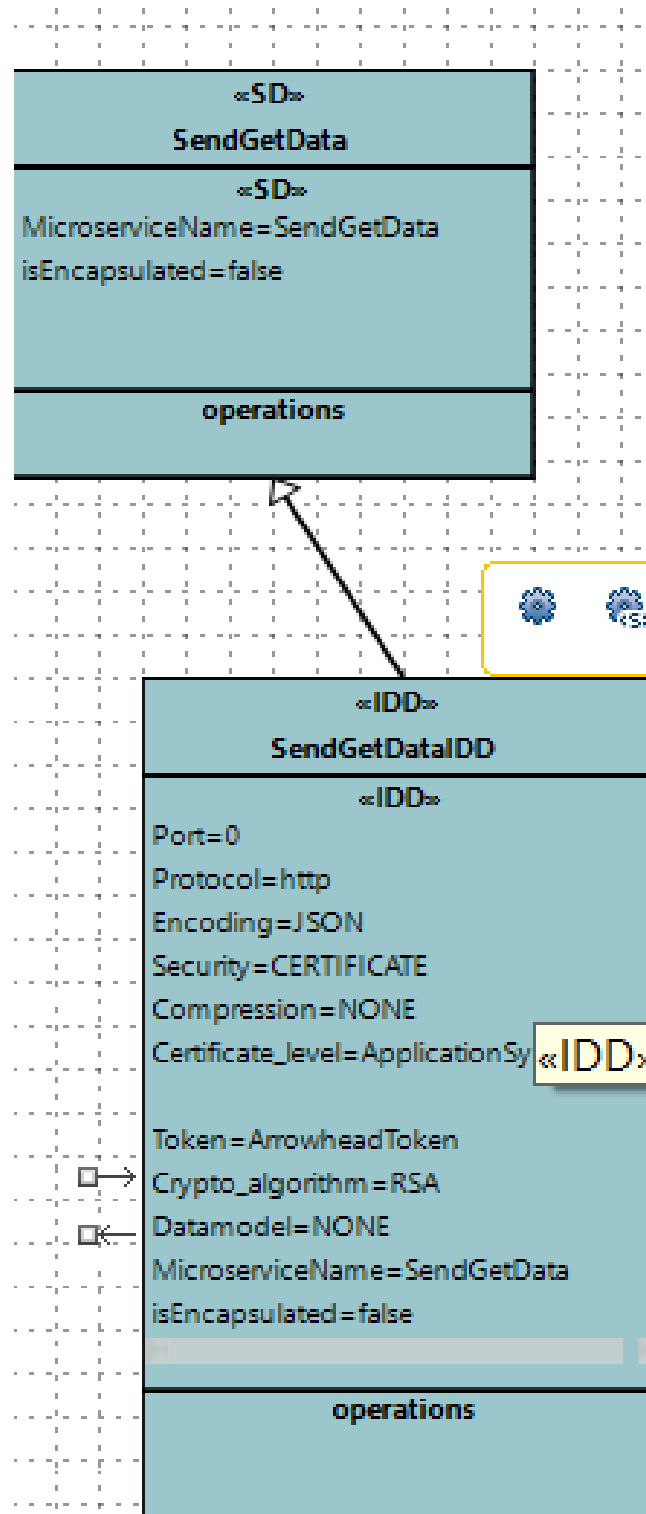 «SD»
SendGetData
«SD»
MicroserviceName=SendGetData
isEncapsulated=false
operations
«IDD»
SendGetDataIDD
«IDD»
Port=0
Protocol=http
Encoding=JSON
Security=CERTIFICATE
Compression=NONE
Certificate_level=ApplicationSy
«IDD»
Token=ArrowheadToken
Crypto_algorithm=RSA
Datamodel=NONE
MicroserviceName=SendGetData
isEncapsulated=false
operations